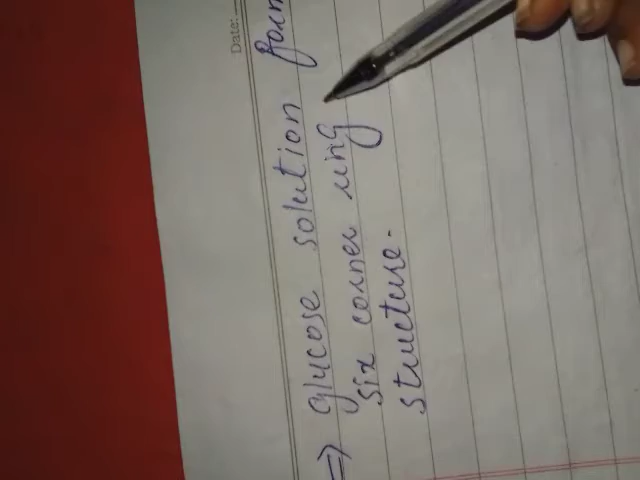 Date:
⇒ glucose solution form
six corner ring
structure.